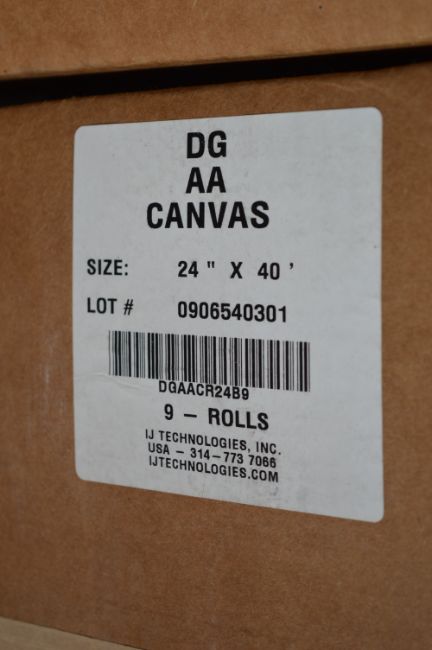 DG
AA
CANVAS
SIZE: 24 " X 40 '
LOT # 0906540301
DGAACR24B9
9 - ROLLS
IJ TECHNOLOGIES, INC.
USA - 314-773 7066
IJTECHNOLOGIES.COM